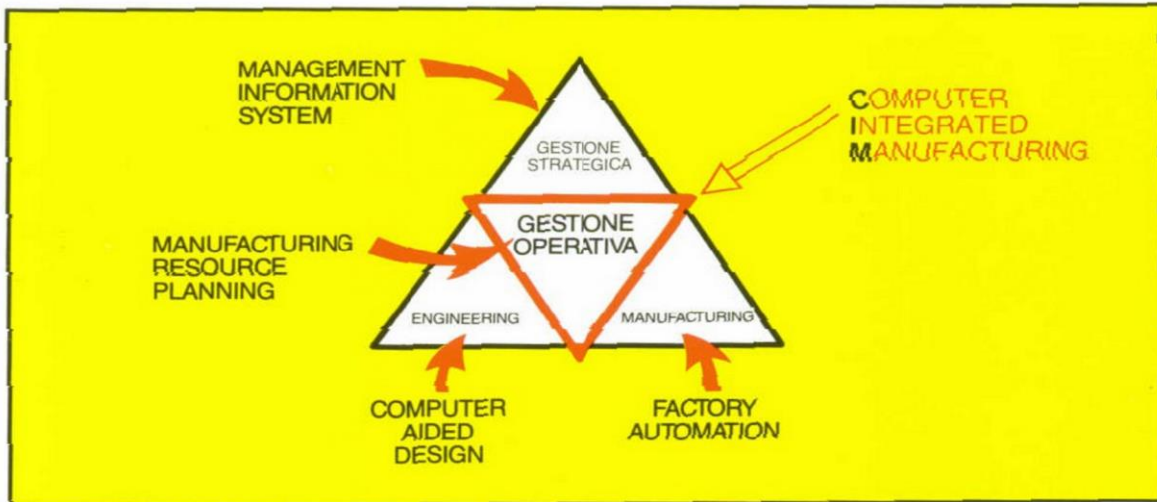 MANAGEMENT
INFORMATION
SYSTEM
COMPUTER
INTEGRATED
MANUFACTURING
GESTIONE
STRATEGICA
GESTIONE
OPERATIVA
MANUFACTURING
RESOURCE
PLANNING
ENGINEERING
MANUFACTURING
COMPUTER
AIDED
DESIGN
FACTORY
AUTOMATION